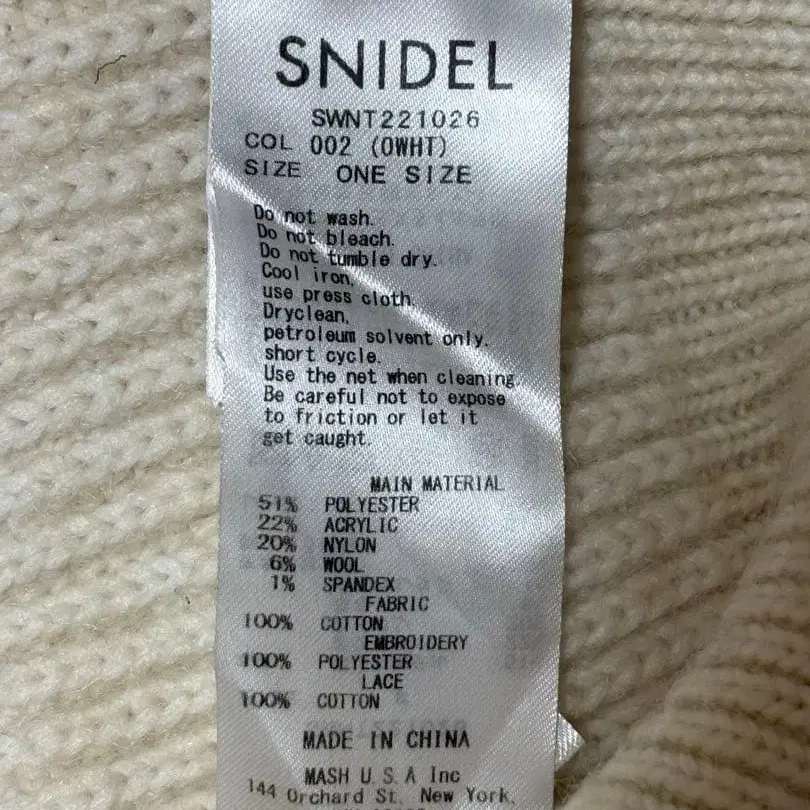 SNIDEL
SWNT221026
COL 002 (OWHT)
SIZE ONE SIZE
Do not wash.
Do not bleach.
Do not tumble dry.
Cool iron,
use press cloth.
Dryclean,
petroleum solvent only.
short cycle.
Use the net when cleaning.
Be careful not to expose
to friction or let it
get caught.
MAIN MATERIAL
51% POLYESTER
22% ACRYLIC
20% NYLON
6% WOOL
1% SPANDEX
FABRIC
100% COTTON
EMBROIDERY
100% POLYESTER
LACE
100% COTTON
MADE IN CHINA
MASH U.S.A Inc
144 Orchard St. New York,